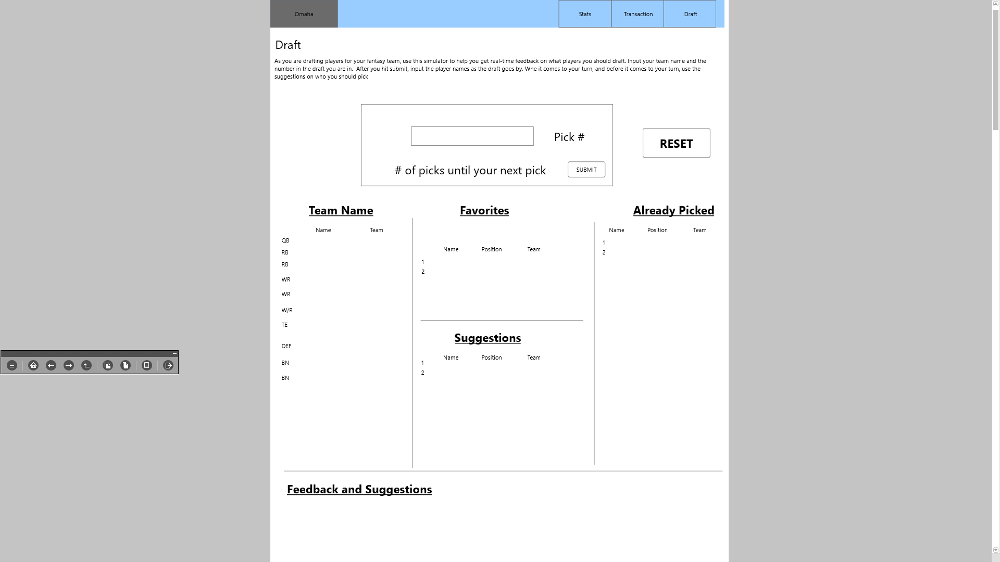 Omaha
Stats
Transaction
Draft
Draft
As you are drafting players for your fantasy team, use this simulator to help you get real-time feedback on what players you should draft. Input your team name and the
number in the draft you are in.  After you hit submit, input the player names as the draft goes by. Whe it comes to your turn, and before it comes to your turn, use the
suggestions on who you should pick
Pick #
RESET
# of picks until your next pick
SUBMIT
Team Name
Name Team
QB
RB
RB
WR
WR
W/R
TE
DEF
BN
BN
Favorites
Name Position Team
1
2
Suggestions
Name Position Team
1
2
Already Picked
Name Position Team
1
2
Feedback and Suggestions